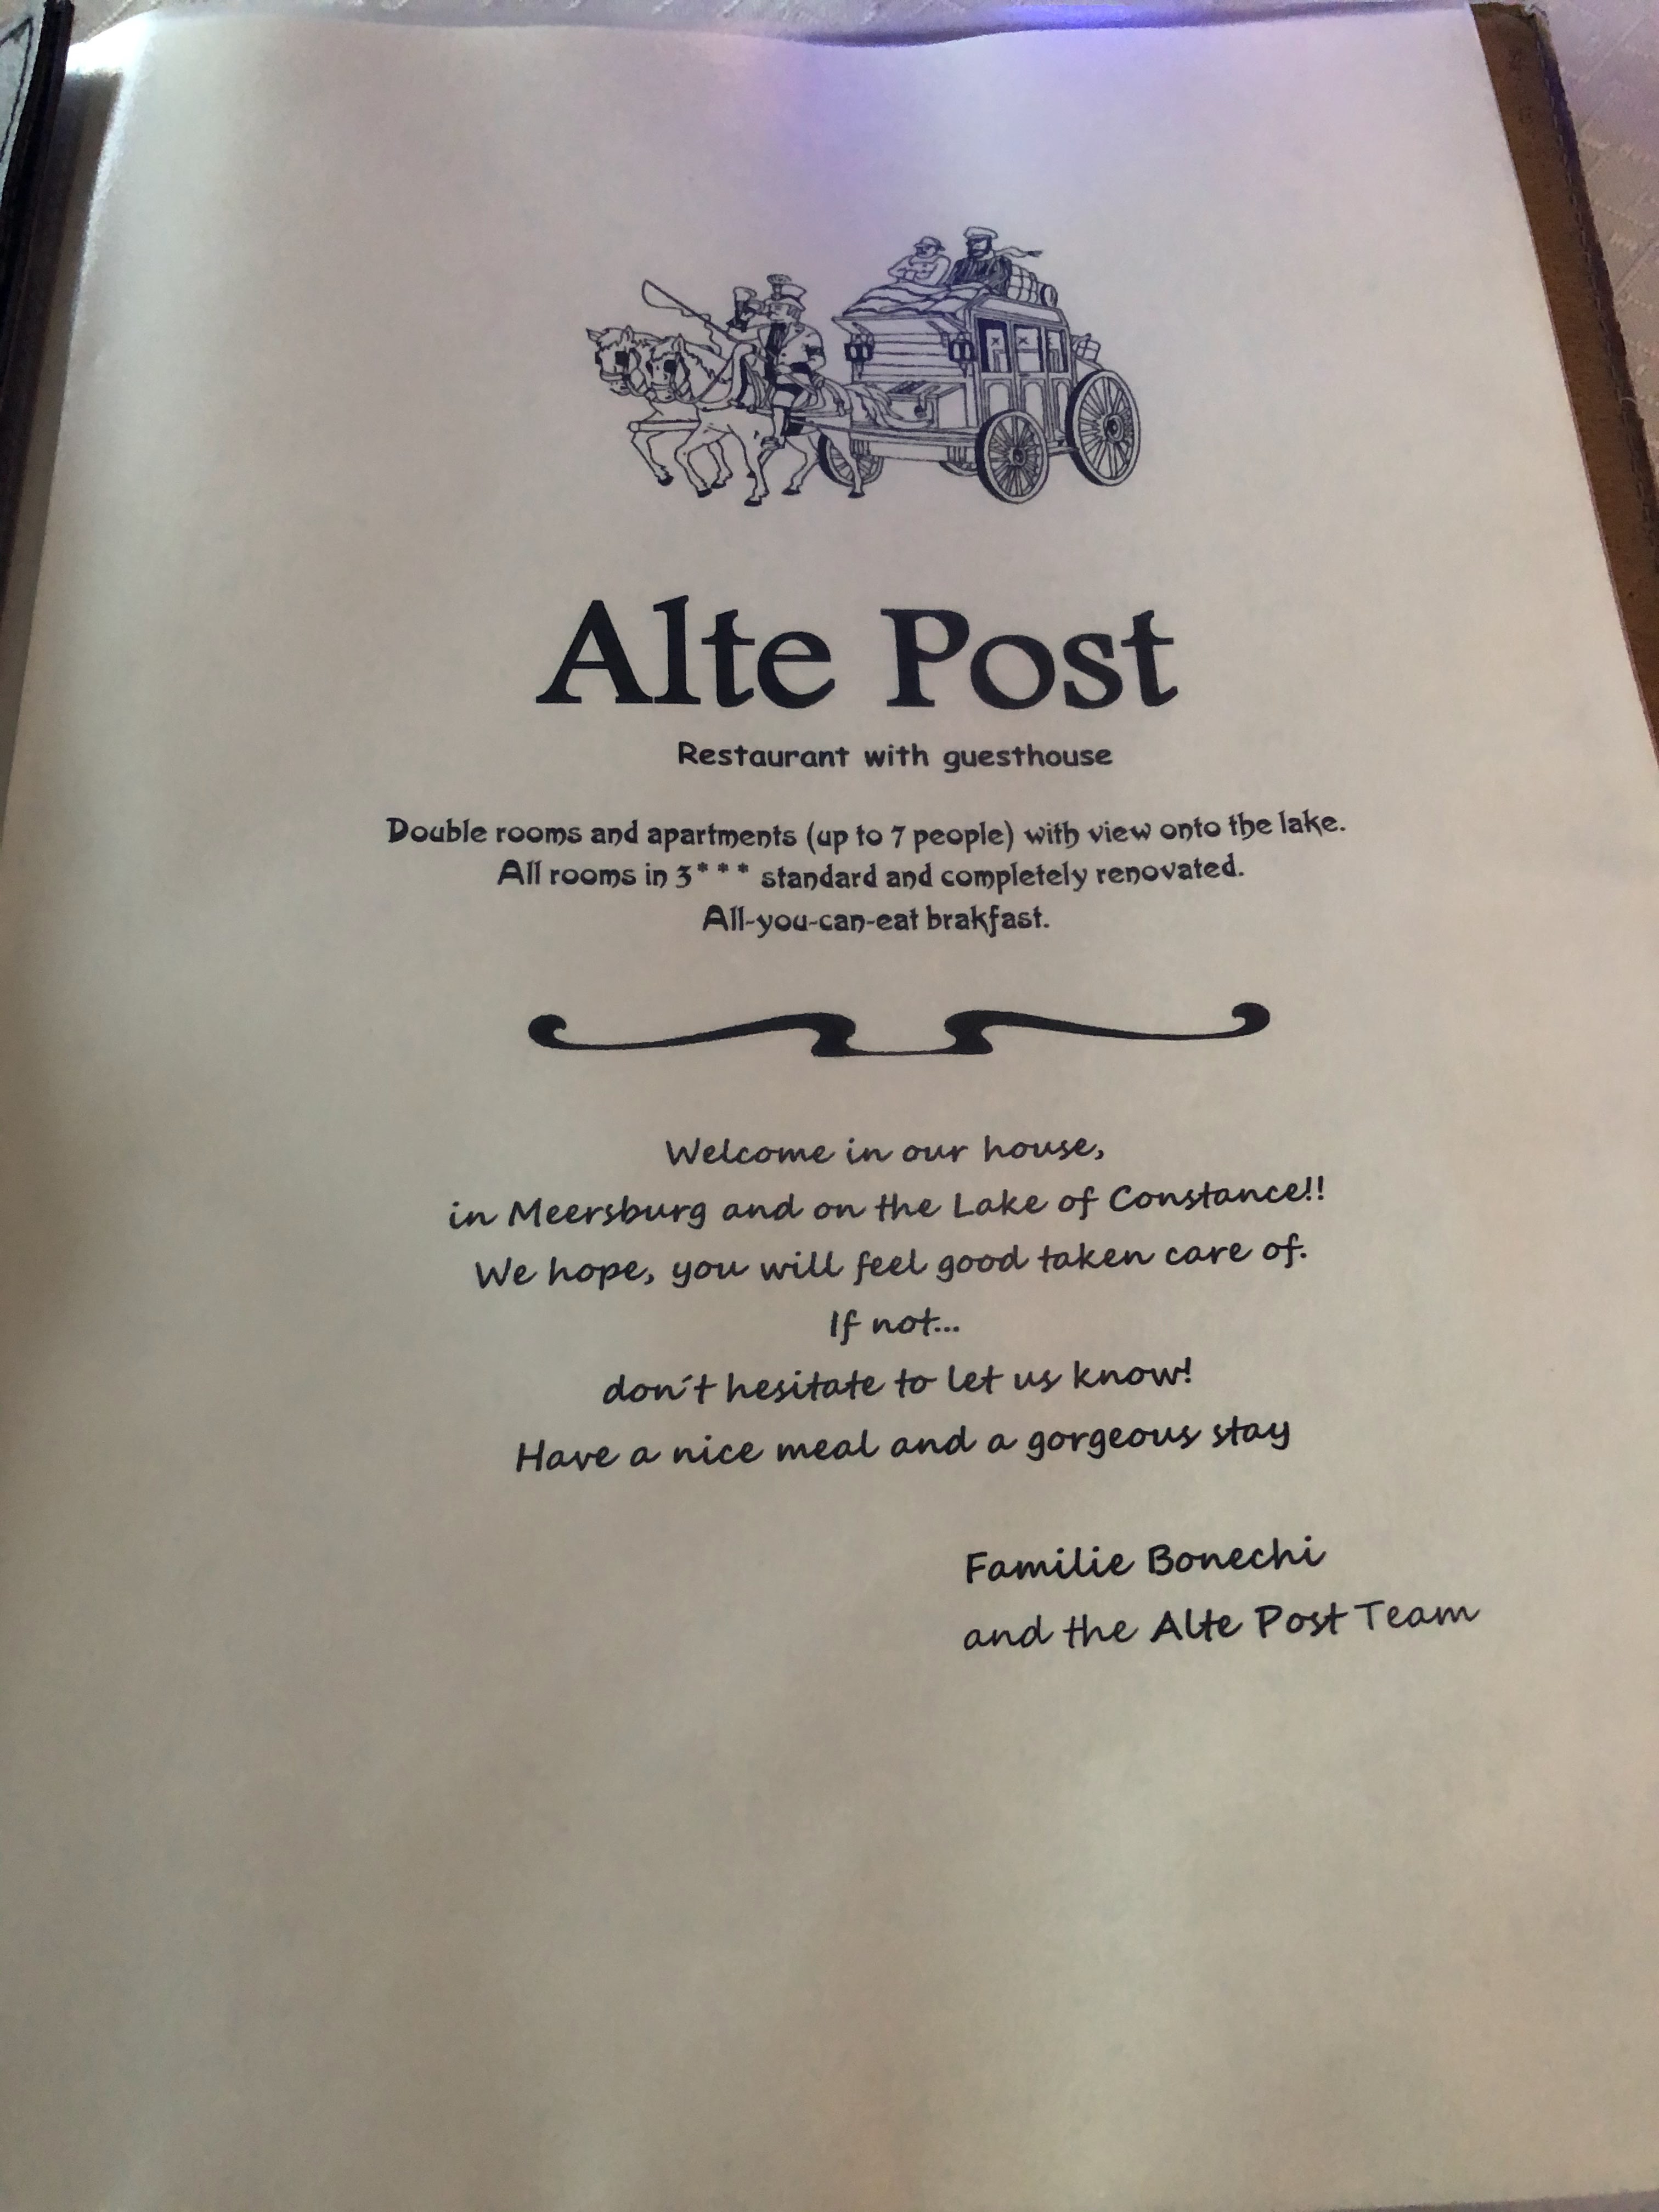 Alte Post
Restaurant with guesthouse
Double rooms and apartments (up to 7 people) with view onto the lake.
All rooms in 3*** standard and completely renovated.
All-you-can-eat brakfast.
Welcome in our house,
in Meersburg and on the Lake of Constance!!
We hope, you will feel good taken care of.
If not...
don´t hesitate to let us know!
Have a nice meal and a gorgeous stay
Familie Bonechi
and the Alte Post Team